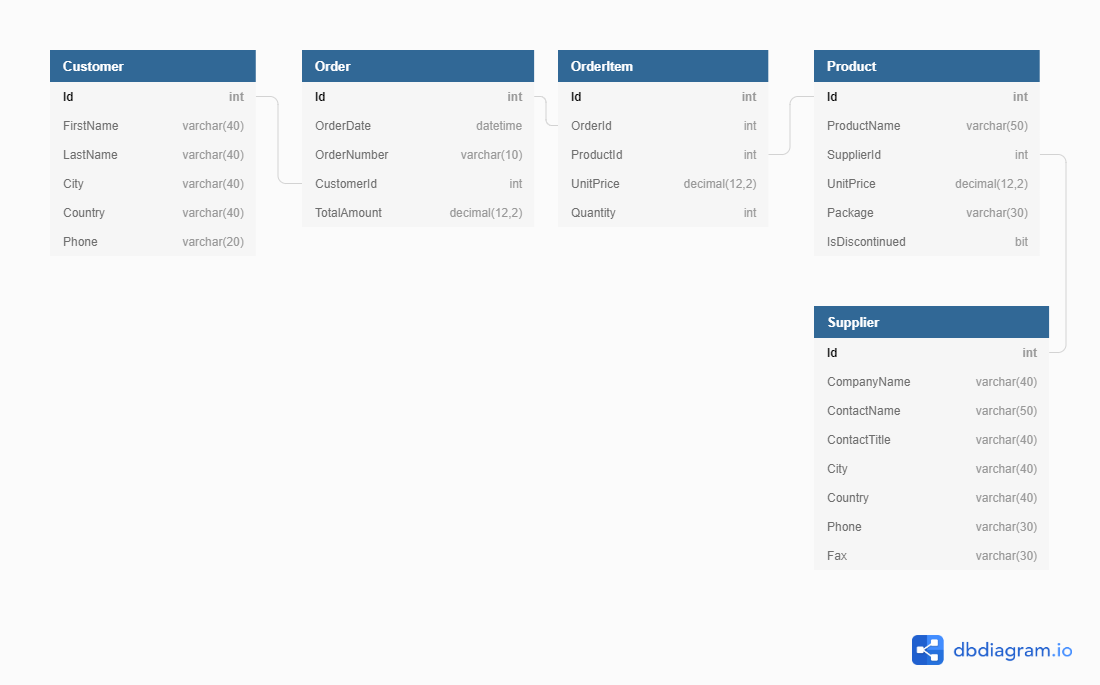 Customer
Id int
FirstName varchar(40)
LastName varchar(40)
City varchar(40)
Country varchar(40)
Phone varchar(20)
Order
Id int
OrderDate datetime
OrderNumber varchar(10)
CustomerId int
TotalAmount decimal(12,2)
OrderItem
Id int
OrderId int
ProductId int
UnitPrice decimal(12,2)
Quantity int
Product
Id int
ProductName varchar(50)
SupplierId int
UnitPrice decimal(12,2)
Package varchar(30)
IsDiscontinued bit
Supplier
Id int
CompanyName varchar(40)
ContactName varchar(50)
ContactTitle varchar(40)
City varchar(40)
Country varchar(40)
Phone varchar(30)
Fax varchar(30)
dbdiagram.io